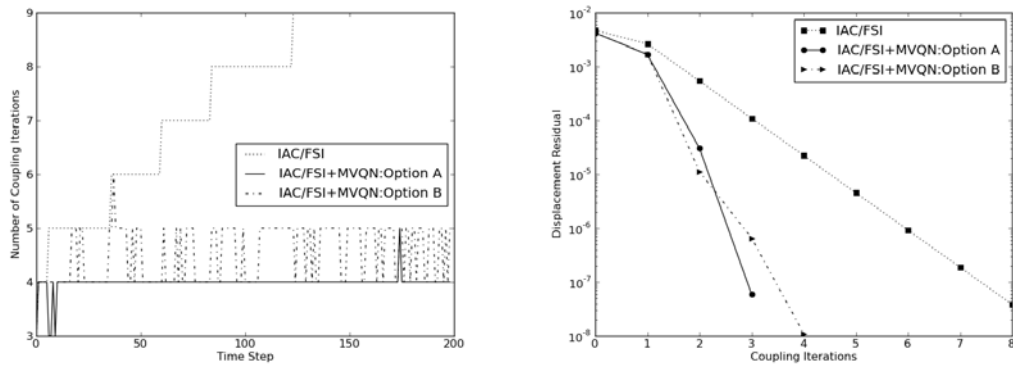 9
8
7
6
5
4
3
Number of Coupling Iterations
IAC/FSI
IAC/FSI+MVQN:Option A
IAC/FSI+MVQN:Option B
0
50
100
150
200
Time Step
10^-2
10^-3
10^-4
10^-5
10^-6
10^-7
10^-8
Displacement Residual
IAC/FSI
IAC/FSI+MVQN:Option A
IAC/FSI+MVQN:Option B
0
1
2
3
4
5
6
7
8
Coupling Iterations